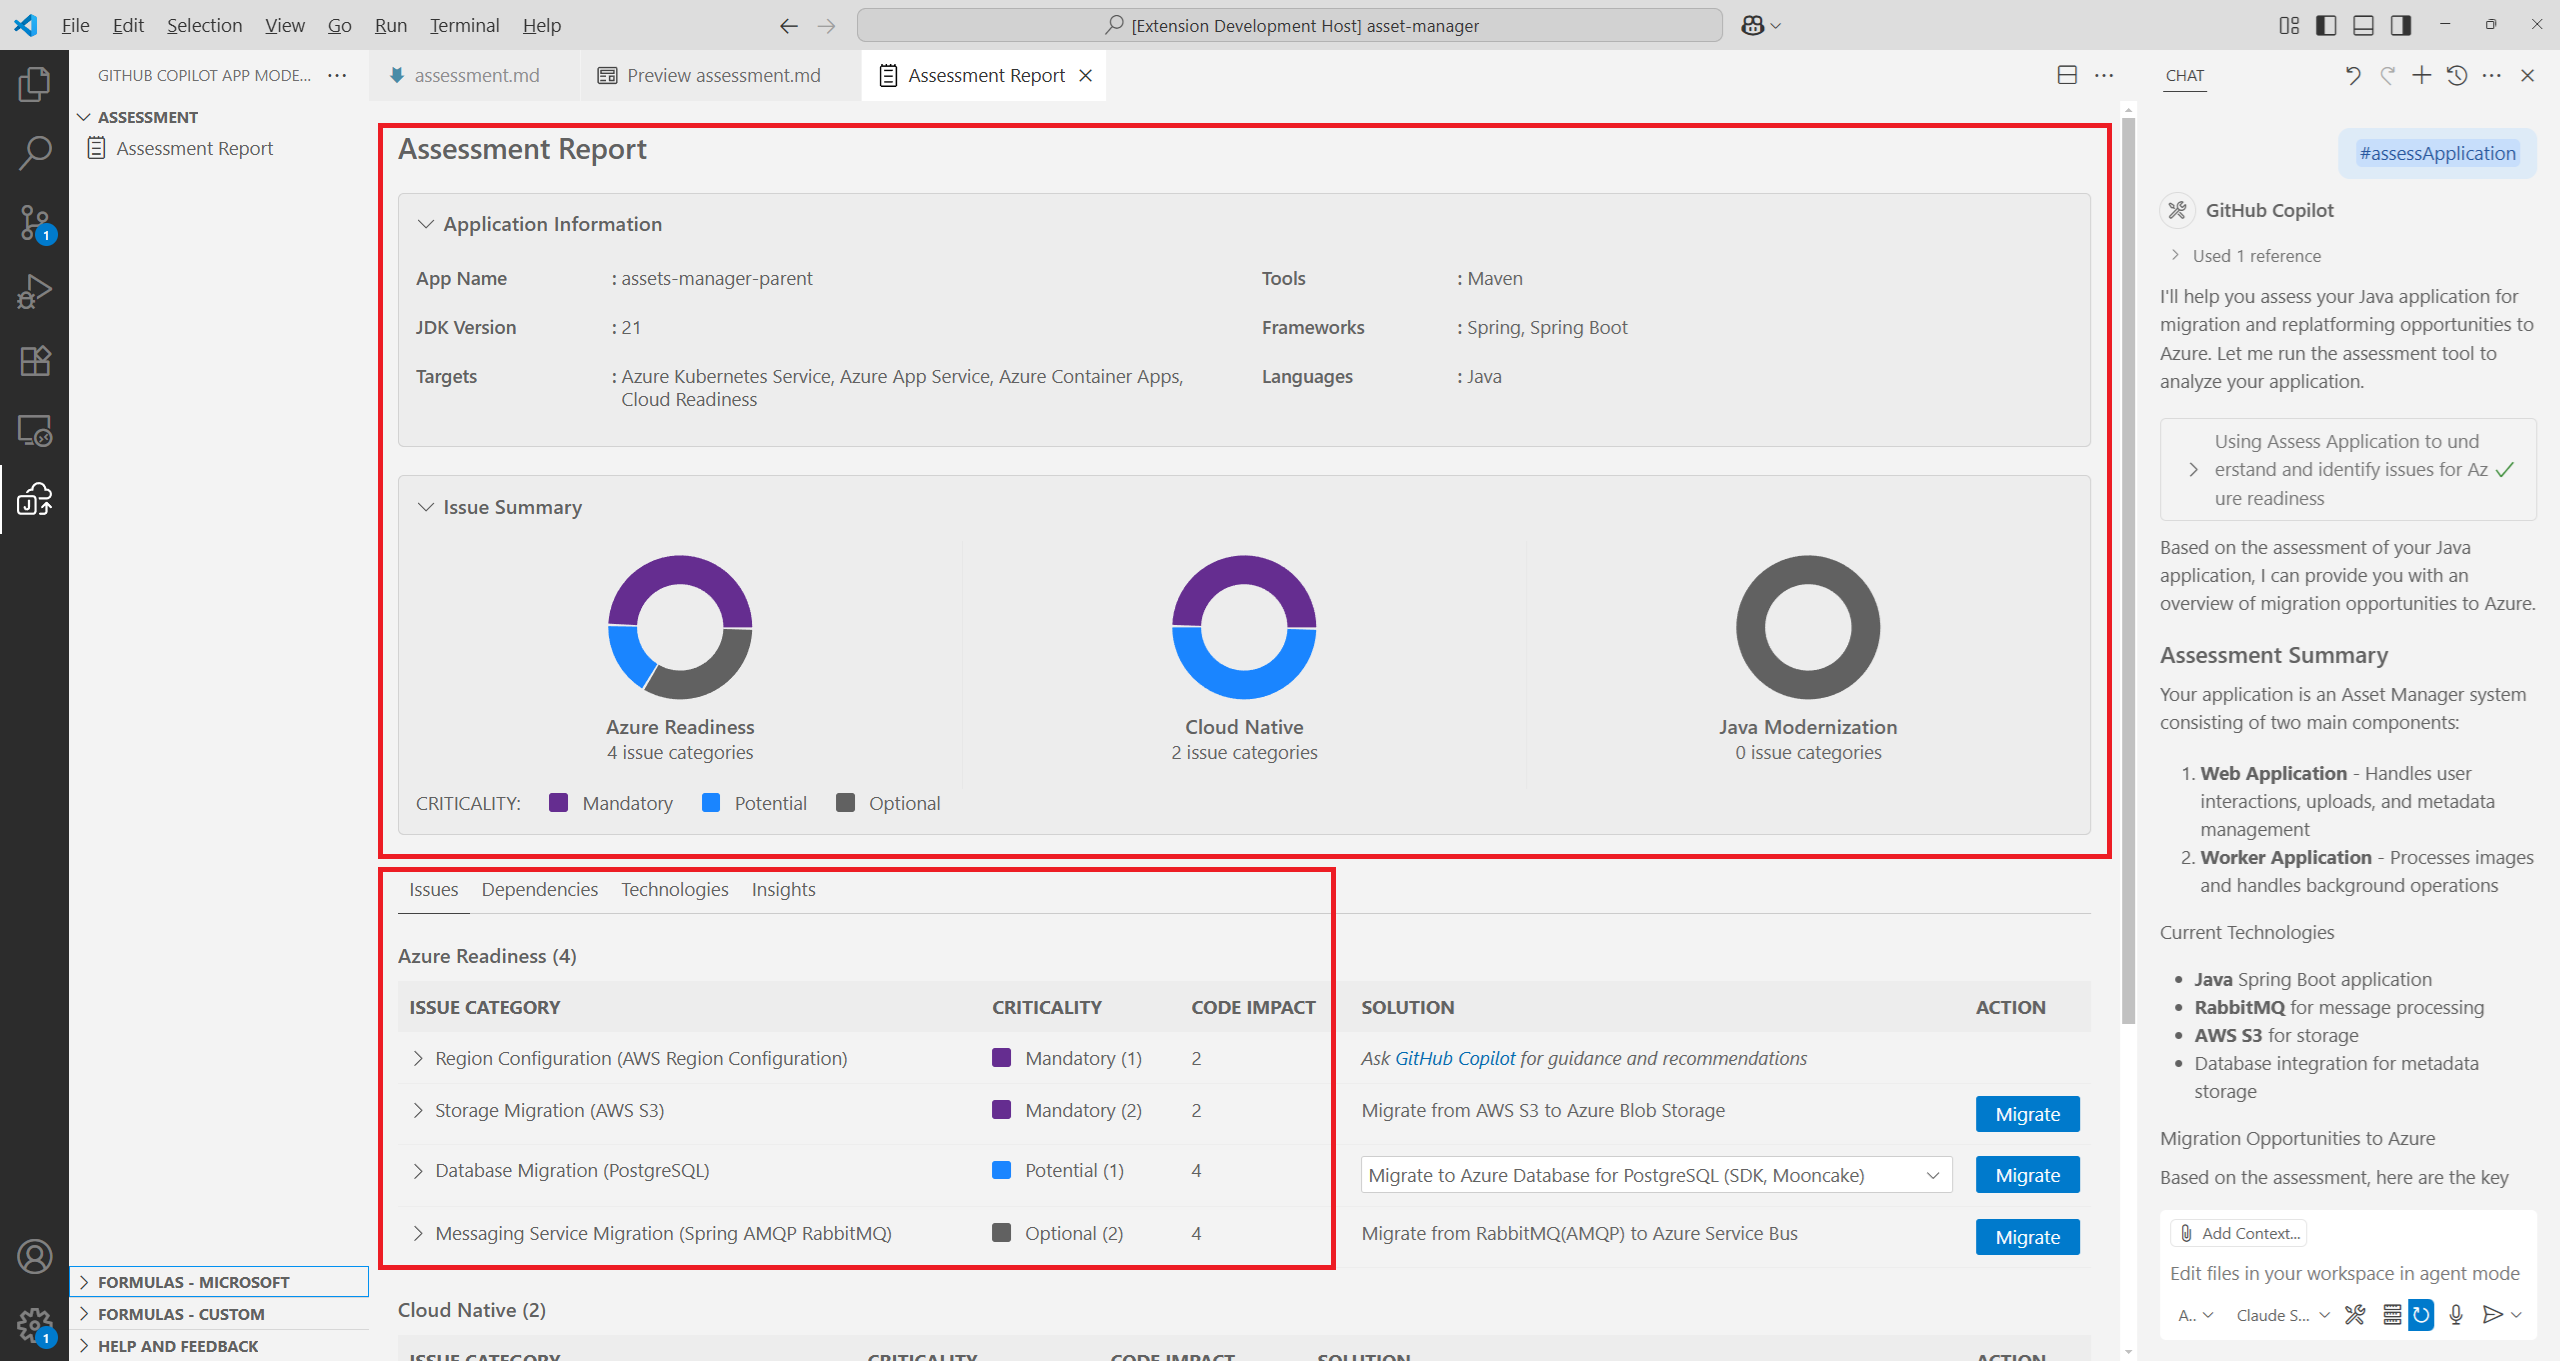 File Edit Selection View Go Run Terminal Help
[Extension Development Host] asset-manager
GITHUB COPILOT APP MODE...
ASSESSMENT
Assessment Report
1
FORMULAS - MICROSOFT
FORMULAS - CUSTOM
HELP AND FEEDBACK
1
assessment.md
Preview assessment.md
Assessment Report
Assessment Report
Application Information
App Name : assets-manager-parent
Tools : Maven
JDK Version : 21
Frameworks : Spring, Spring Boot
Targets : Azure Kubernetes Service, Azure App Service, Azure Container Apps,
Cloud Readiness
Languages : Java
Issue Summary
Azure Readiness
4 issue categories
Cloud Native
2 issue categories
Java Modernization
0 issue categories
CRITICALITY: Mandatory Potential Optional
Issues Dependencies Technologies Insights
Azure Readiness (4)
ISSUE CATEGORY CRITICALITY CODE IMPACT SOLUTION ACTION
Region Configuration (AWS Region Configuration) Mandatory (1) 2 Ask GitHub Copilot for guidance and recommendations
Storage Migration (AWS S3) Mandatory (2) 2 Migrate from AWS S3 to Azure Blob Storage Migrate
Database Migration (PostgreSQL) Potential (1) 4 Migrate to Azure Database for PostgreSQL (SDK, Mooncake) Migrate
Messaging Service Migration (Spring AMQP RabbitMQ) Optional (2) 4 Migrate from RabbitMQ(AMQP) to Azure Service Bus Migrate
Cloud Native (2)
ISSUE CATEGORY CRITICALITY CODE IMPACT SOLUTION ACTION
CHAT
#assessApplication
GitHub Copilot
Used 1 reference
I'll help you assess your Java application for
migration and replatforming opportunities to
Azure. Let me run the assessment tool to
analyze your application.
Using Assess Application to und
erstand and identify issues for Az
ure readiness
Based on the assessment of your Java
application, I can provide you with an
overview of migration opportunities to Azure.
Assessment Summary
Your application is an Asset Manager system
consisting of two main components:
1. Web Application - Handles user
interactions, uploads, and metadata
management
2. Worker Application - Processes images
and handles background operations
Current Technologies
• Java Spring Boot application
• RabbitMQ for message processing
• AWS S3 for storage
• Database integration for metadata
storage
Migration Opportunities to Azure
Based on the assessment, here are the key
Add Context...
Edit files in your workspace in agent mode
A.. Claude S...